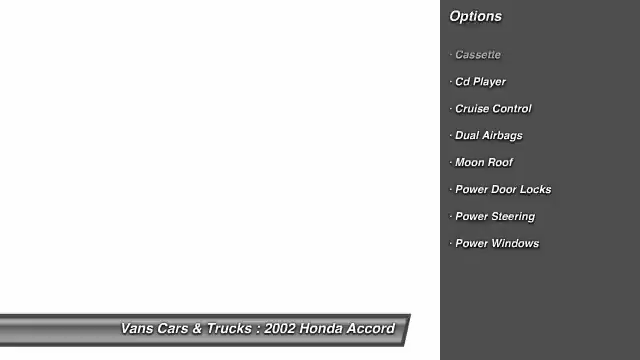 Options
· Cassette
· Cd Player
· Cruise Control
· Dual Airbags
· Moon Roof
· Power Door Locks
· Power Steering
· Power Windows
Vans Cars & Trucks : 2002 Honda Accord